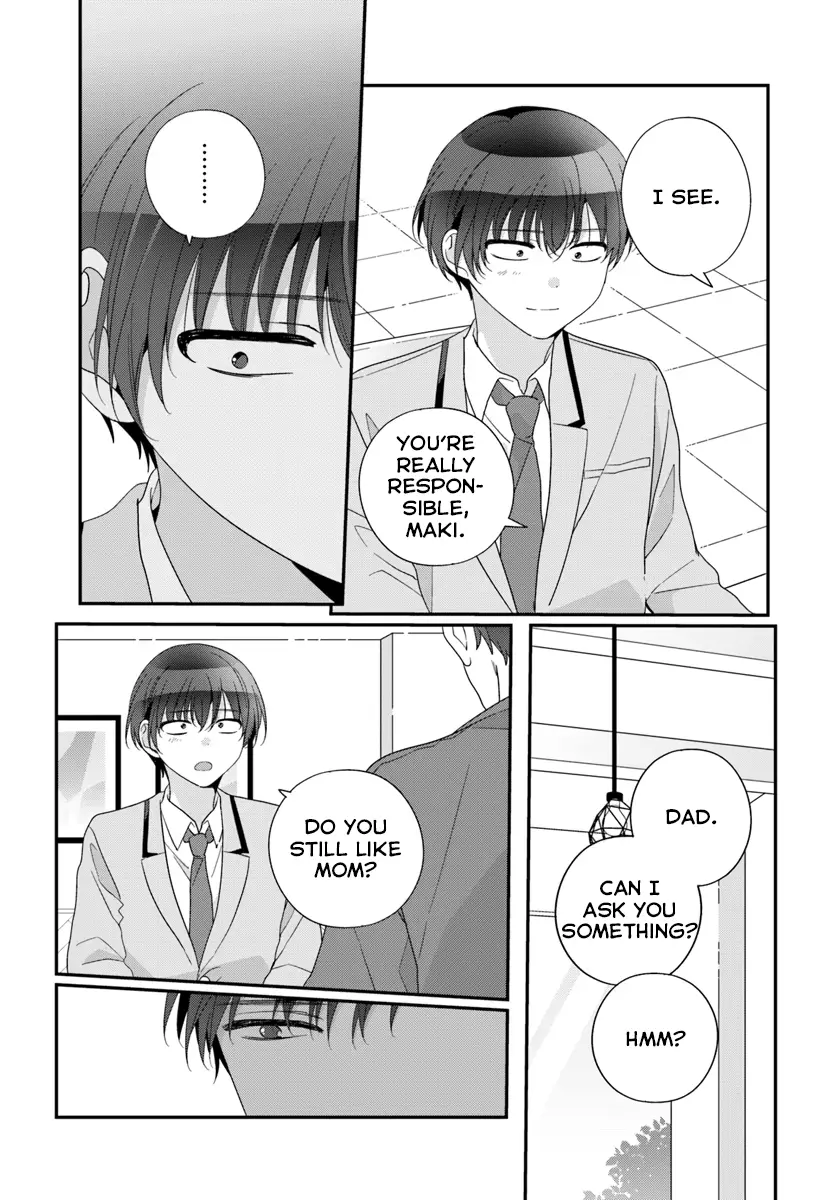 I SEE.
YOU'RE
REALLY
RESPON-
SIBLE,
MAKI.
........
DAD.
CAN I
ASK YOU
SOMETHING?
HMM?
DO YOU
STILL LIKE
MOM?